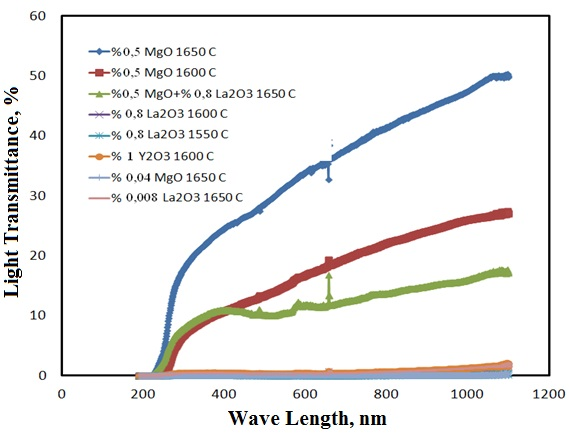 60
50
40
30
20
10
0
Light Transmittance, %
%0,5 MgO 1650 C
%0,5 MgO 1600 C
%0,5 MgO+% 0,8 La2O3 1650 C
% 0,8 La2O3 1600 C
% 0,8 La2O3 1550 C
% 1 Y2O3 1600 C
% 0,04 MgO 1650 C
% 0,008 La2O3 1650 C
0 200 400 600 800 1000 1200
Wave Length, nm